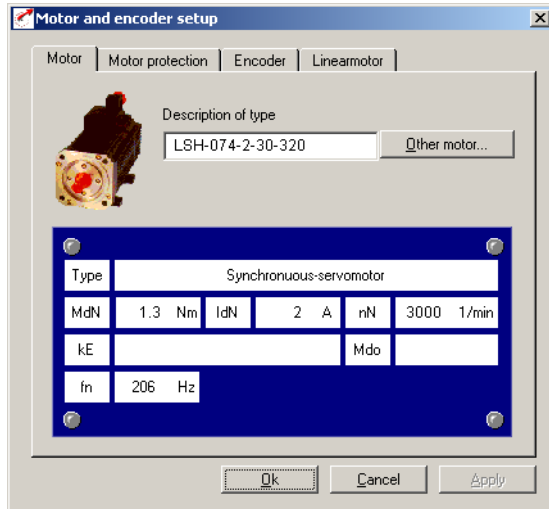 Motor and encoder setup
Motor Motor protection Encoder Linearmotor
Description of type
LSH-074-2-30-320 Other motor...
Type Synchronuous-servomotor
MdN 1.3 Nm IdN 2 A nN 3000 1/min
kE Mdo
fn 206 Hz
Ok Cancel Apply